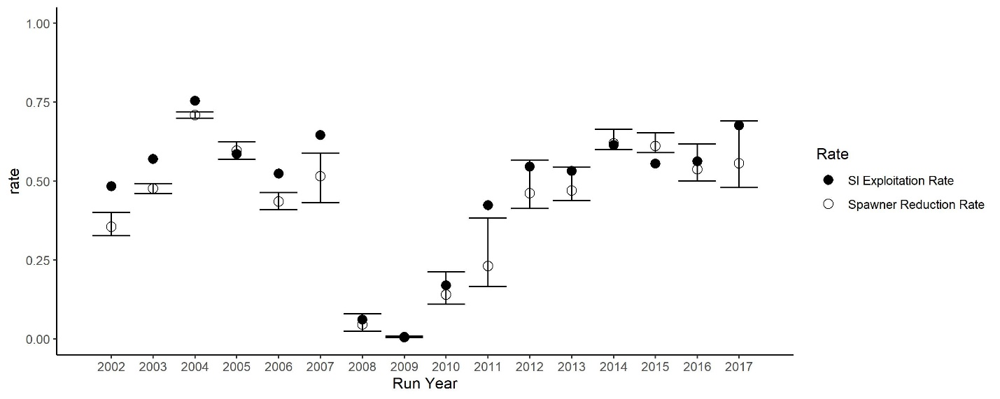 1.00
0.75
0.50
0.25
0.00
rate
2002 2003 2004 2005 2006 2007 2008 2009 2010 2011 2012 2013 2014 2015 2016 2017
Run Year
Rate
SI Exploitation Rate
Spawner Reduction Rate